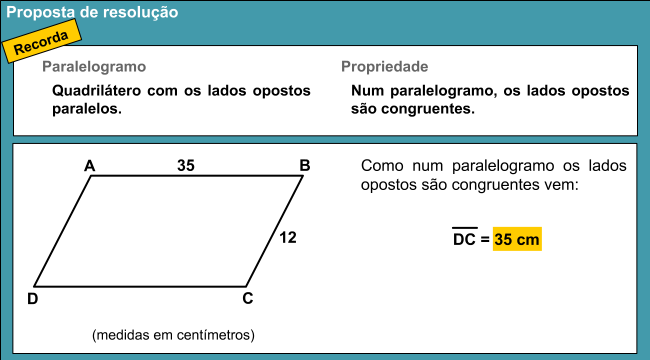 Proposta de resolução
Recorda
Paralelogramo
Quadrilátero com os lados opostos
paralelos.
Propriedade
Num paralelogramo, os lados opostos
são congruentes.
A
35
B
12
D
C
(medidas em centímetros)
Como num paralelogramo os lados
opostos são congruentes vem:
DC = 35 cm